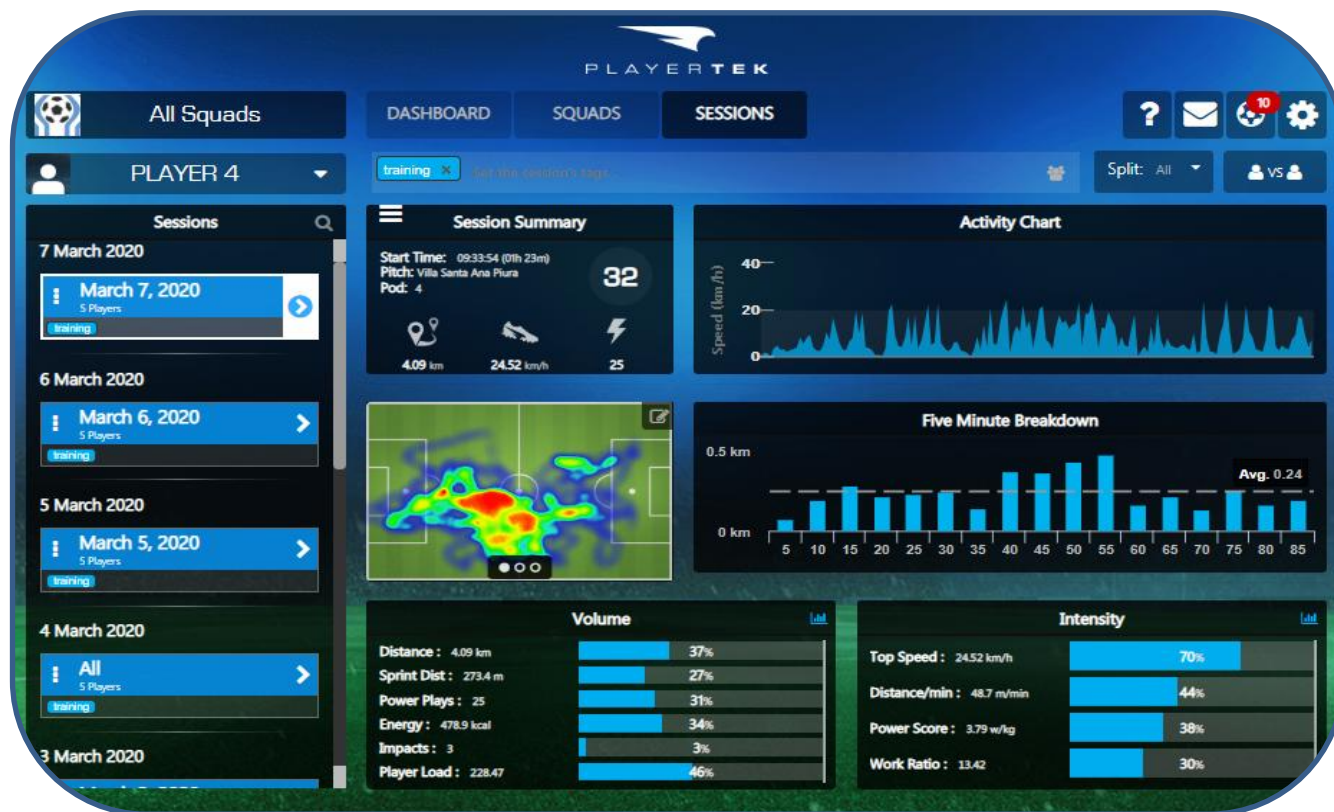 PLAYERTEK
All Squads
DASHBOARD
SQUADS
SESSIONS
?
10
PLAYER 4
training ×
Set the session's tags...
Split: All
VS
Sessions
7 March 2020
March 7, 2020
5 Players
training
6 March 2020
March 6, 2020
5 Players
training
5 March 2020
March 5, 2020
5 Players
training
4 March 2020
All
5 Players
training
3 March 2020
Session Summary
Start Time: 09:33:54 (01h 23m)
Pitch: Villa Santa Ana Piura
Pod: 4
32
4.09 km
24.52 km/h
25
Activity Chart
Speed (km/h)
40
20
0
Five Minute Breakdown
0.5 km
Avg. 0.24
0 km
5 10 15 20 25 30 35 40 45 50 55 60 65 70 75 80 85
Volume
Distance : 4.09 km 37%
Sprint Dist : 273.4 m 27%
Power Plays : 25 31%
Energy : 478.9 kcal 34%
Impacts : 3 3%
Player Load : 228.47 46%
Intensity
Top Speed : 24.52 km/h 70%
Distance/min : 48.7 m/min 44%
Power Score : 3.79 w/kg 38%
Work Ratio : 13.42 30%